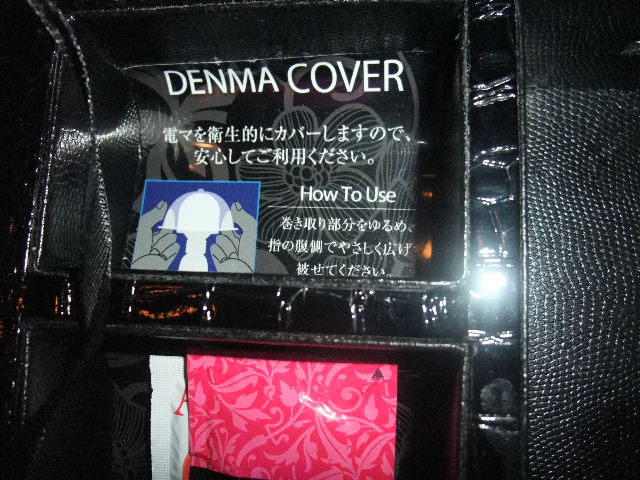 DENMA COVER
電マを衛生的にカバーしますので、
安心してご利用ください。
How To Use
巻き取り部分をゆるめ、
指の腹側でやさしく広げ
被せてください。
A